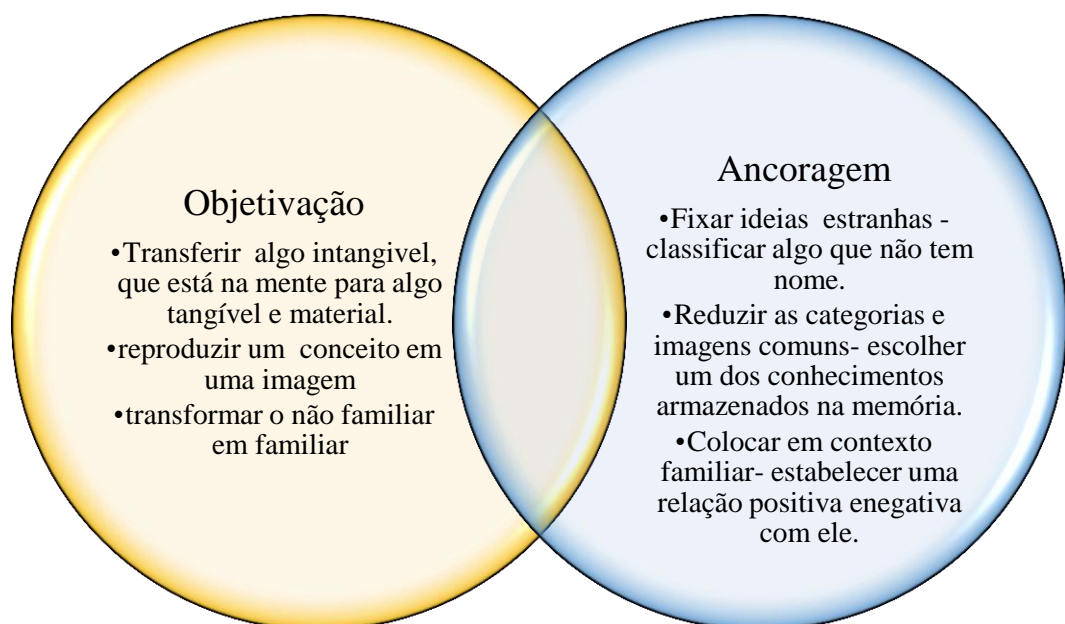 Objetivação
•Transferir algo intangivel,
que está na mente para algo
tangível e material.
•reproduzir um conceito em
uma imagem
•transformar o não familiar
em familiar
Ancoragem
•Fixar ideias estranhas -
classificar algo que não tem
nome.
•Reduzir as categorias e
imagens comuns- escolher
um dos conhecimentos
armazenados na memória.
•Colocar em contexto
familiar- estabelecer uma
relação positiva enegativa
com ele.